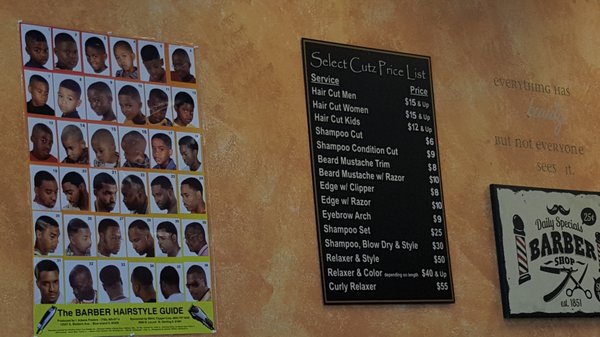 Select Cutz Price List
Service Price
Hair Cut Men $15 & Up
Hair Cut Women $15 & Up
Hair Cut Kids $12 & Up
Shampoo Cut $6
Shampoo Condition Cut $9
Beard Mustache Trim $8
Beard Mustache w/ Razor $10
Edge w/ Clipper $8
Edge w/ Razor $10
Eyebrow Arch $9
Shampoo Set $25
Shampoo, Blow Dry & Style $30
Relaxer & Style $50
Relaxer & Color depending on length $40 & Up
Curly Relaxer $55
The BARBER HAIRSTYLE GUIDE
everything has
beauty
but not everyone
sees it.
Daily Specials
25¢
BARBER
SHOP
est. 1851